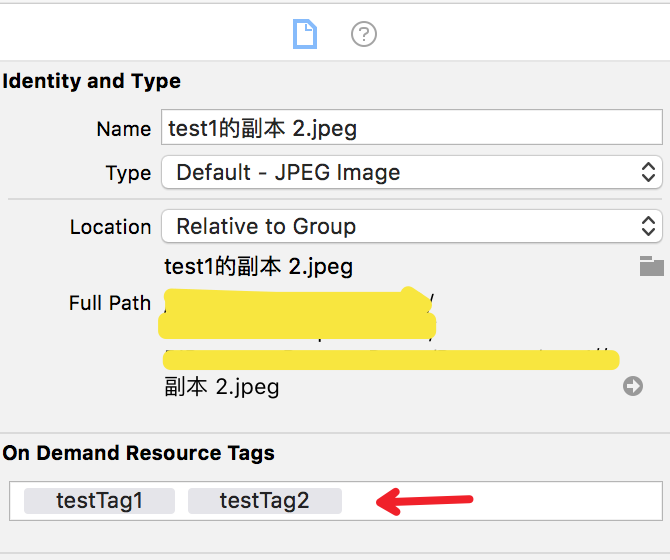 Identity and Type
Name test1的副本 2.jpeg
Type Default - JPEG Image
Location Relative to Group
test1的副本 2.jpeg
Full Path
副本 2.jpeg
On Demand Resource Tags
testTag1 testTag2